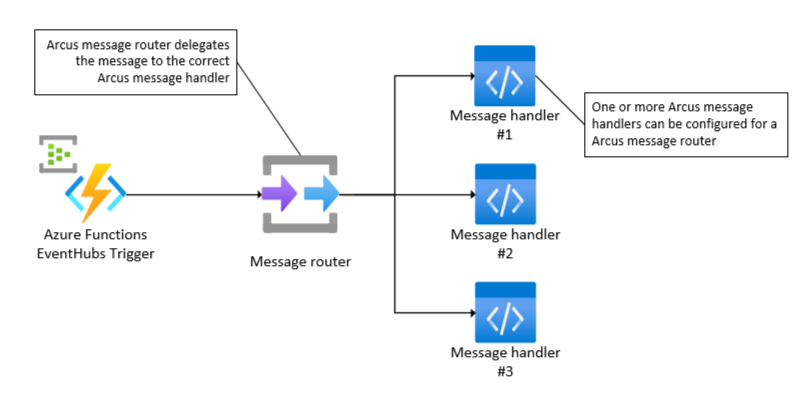 Arcus message router delegates
the message to the correct
Arcus message handler
Message handler
#1
One or more Arcus message
handlers can be configured for a
Arcus message router
Azure Functions
EventHubs Trigger
Message router
Message handler
#2
Message handler
#3